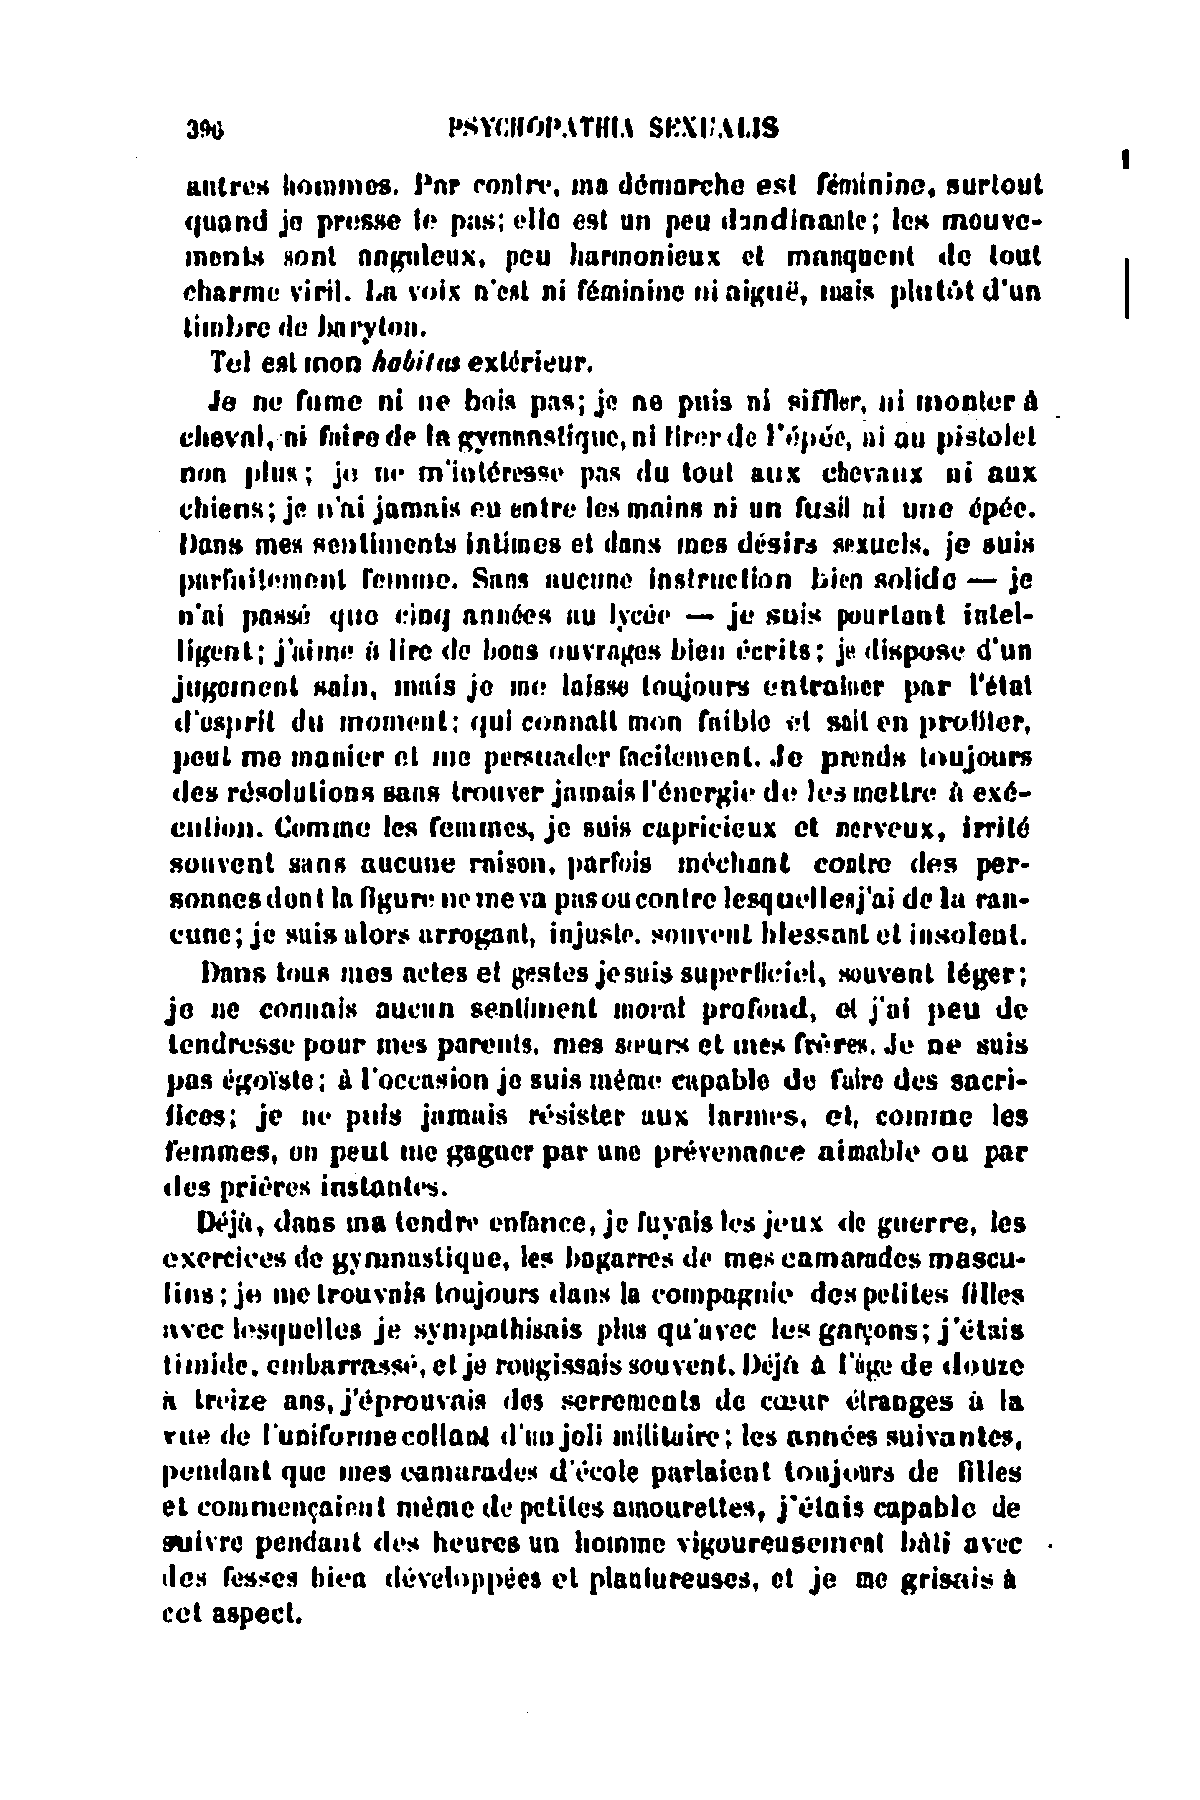 396 PSYCHOPATHIA SEXUALIS
autres hommes. Par contre, ma démarche est féminine, surtout
quand je presse le pas; elle est un peu dandinante; les mouve-
ments sont anguleux, peu harmonieux et manquent de tout
charme viril. La voix n'est ni féminine ni aiguë, mais plutôt d'un
timbre de baryton.
Tel est mon habitus extérieur.
Je ne fume ni ne bois pas; je ne puis ni siffler, ni monter à
cheval, ni faire de la gymnastique, ni tirer de l'épée, ni au pistolet
non plus; je ne m'intéresse pas du tout aux chevaux ni aux
chiens; je n'ai jamais eu entre les mains ni un fusil ni une épée.
Dans mes sentiments intimes et dans mes désirs sexuels, je suis
parfaitement femme. Sans aucune instruction bien solide — je
n'ai passé que cinq années au lycée — je suis pourtant intel-
ligent; j'aime à lire de bons ouvrages bien écrits; je dispose d'un
jugement sain, mais je me laisse toujours entraîner par l'état
d'esprit du moment; qui connaît mon faible et sait en profiter,
peut me manier et me persuader facilement. Je prends toujours
des résolutions sans trouver jamais l'énergie de les mettre à exé-
cution. Comme les femmes, je suis capricieux et nerveux, irrité
souvent sans aucune raison, parfois méchant contre des per-
sonnes dont la figure ne me va pas ou contre lesquelles j'ai de la ran-
cune; je suis alors arrogant, injuste, souvent blessant et insolent.
Dans tous mes actes et gestes je suis superficiel, souvent léger;
je ne connais aucun sentiment moral profond, et j'ai peu de
tendresse pour mes parents, mes sœurs et mes frères. Je ne suis
pas égoïste; à l'occasion je suis même capable de faire des sacri-
fices; je ne puis jamais résister aux larmes, et, comme les
femmes, on peut me gagner par une prévenance aimable ou par
des prières instantes.
Déjà, dans ma tendre enfance, je fuyais les jeux de guerre, les
exercices de gymnastique, les bagarres de mes camarades mascu-
lins; je me trouvais toujours dans la compagnie des petites filles
avec lesquelles je sympathisais plus qu'avec les garçons; j'étais
timide, embarrassé, et je rougissais souvent. Déjà à l'âge de douze
à treize ans, j'éprouvais des serrements de cœur étranges à la
vue de l'uniforme collant d'un joli militaire; les années suivantes,
pendant que mes camarades d'école parlaient toujours de filles
et commençaient même de petites amourettes, j'étais capable de
suivre pendant des heures un homme vigoureusement bâti avec
des fesses bien développées et plantureuses, et je me grisais à
cet aspect.